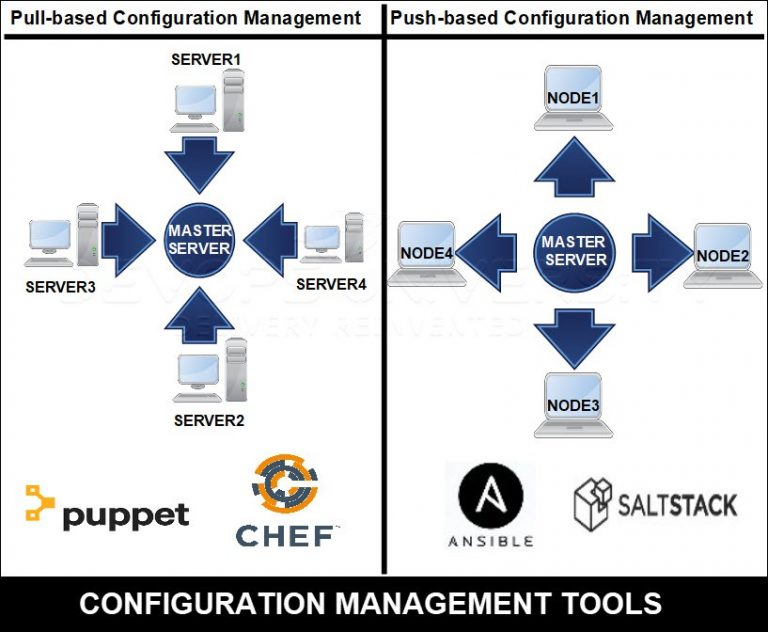 Pull-based Configuration Management
SERVER1
MASTER
SERVER
SERVER3
SERVER4
SERVER2
puppet
CHEF™
Push-based Configuration Management
NODE1
NODE4
MASTER
SERVER
NODE2
NODE3
ANSIBLE
SALTSTACK
CONFIGURATION MANAGEMENT TOOLS